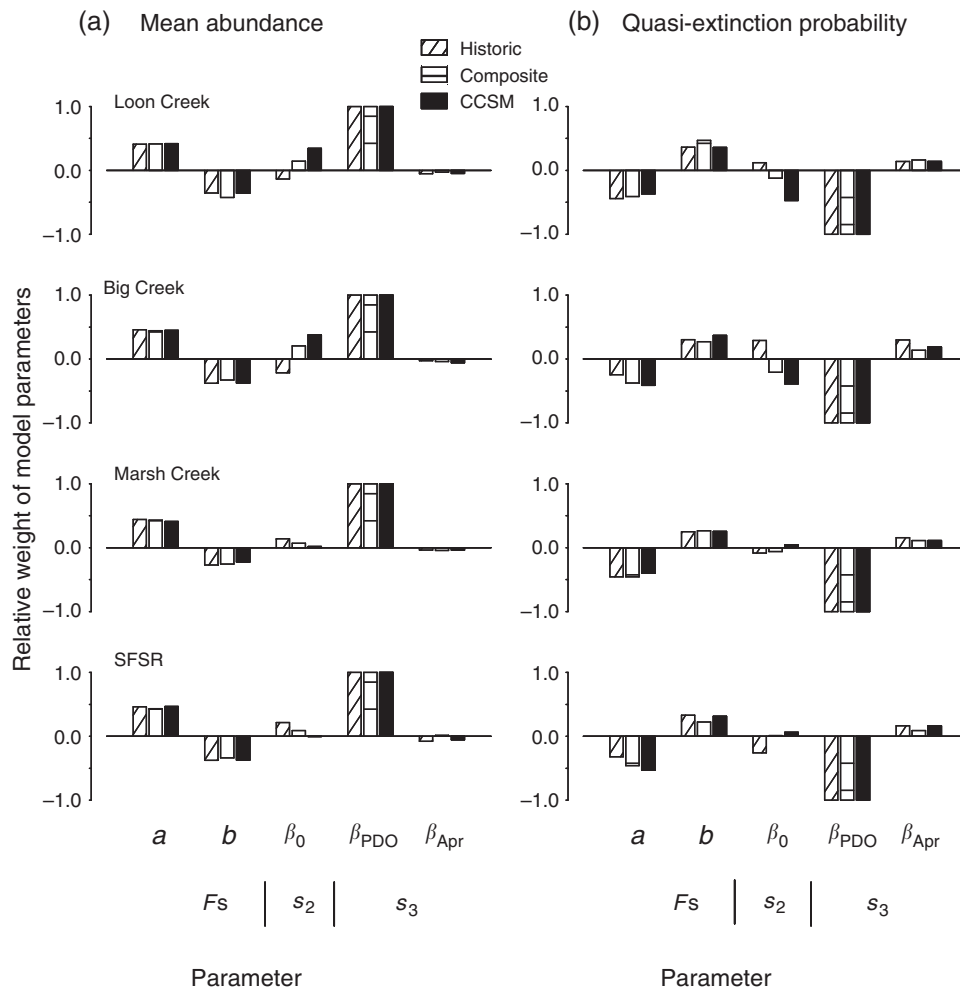 (a) Mean abundance
(b) Quasi-extinction probability
Historic
Composite
CCSM
Relative weight of model parameters
Loon Creek
1.0
0.0
−1.0
1.0
0.0
−1.0
Big Creek
1.0
0.0
−1.0
1.0
0.0
−1.0
Marsh Creek
1.0
0.0
−1.0
1.0
0.0
−1.0
SFSR
1.0
0.0
−1.0
1.0
0.0
−1.0
a b β0 βPDO βApr
a b β0 βPDO βApr
Fs s2 s3
Fs s2 s3
Parameter
Parameter